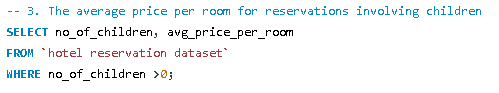 -- 3. The average price per room for reservations involving children
SELECT no_of_children, avg_price_per_room
FROM `hotel reservation dataset`
WHERE no_of_children >0;